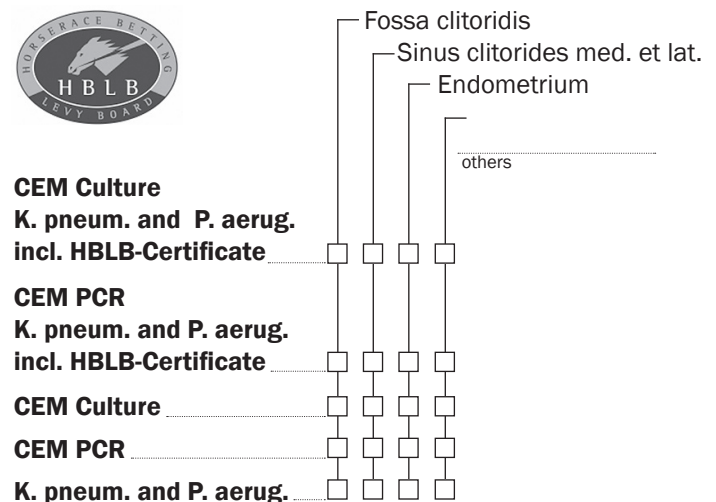 HORSERACE BETTING
HBLB
LEVY BOARD
Fossa clitoridis
Sinus clitorides med. et lat.
Endometrium
others
CEM Culture
K. pneum. and P. aerug.
incl. HBLB-Certificate
CEM PCR
K. pneum. and P. aerug.
incl. HBLB-Certificate
CEM Culture
CEM PCR
K. pneum. and P. aerug.